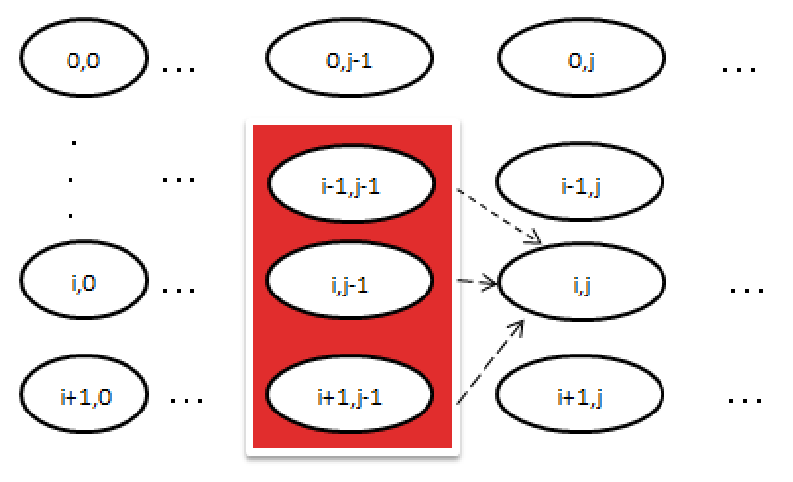 0,0 ... 0,j-1 0,j ...
... i-1,j-1 i-1,j
i,0 ... i,j-1 i,j ...
i+1,0 ... i+1,j-1 i+1,j ...